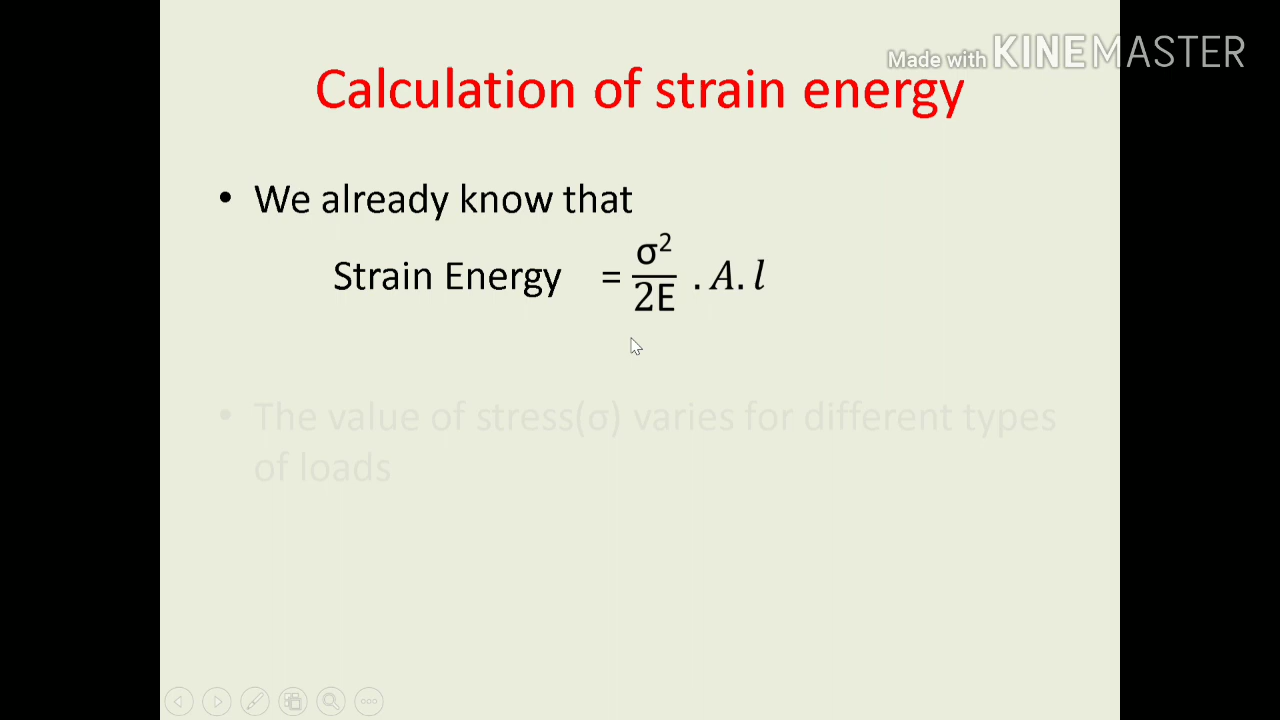 Made with KINEMASTER
Calculation of strain energy
• We already know that
Strain Energy = σ²/2E . A. l
• The value of stress(σ) varies for different types
of loads